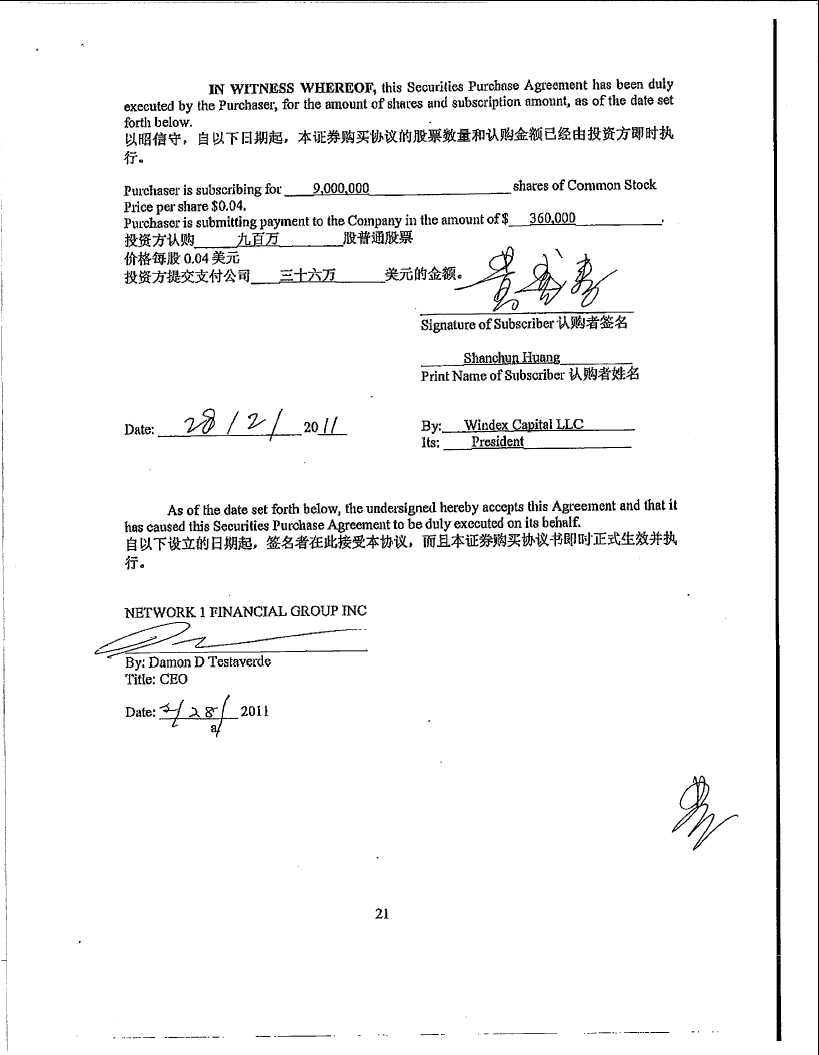 IN WITNESS WHEREOF, this Securities Purchase Agreement has been duly
executed by the Purchaser, for the amount of shares and subscription amount, as of the date set
forth below.
以昭信守，自以下日期起，本证券购买协议的股票数量和认购金额已经由投资方即时执
行。
Purchaser is subscribing for 9,000,000 shares of Common Stock
Price per share $0.04.
Purchaser is submitting payment to the Company in the amount of $ 360,000 .
投资方认购 九百万 股普通股票
价格每股 0.04 美元
投资方提交支付公司 三十六万 美元的金额。
Signature of Subscriber 认购者签名
Shanchun Huang
Print Name of Subscriber 认购者姓名
Date: 28/2/ 2011
By: Windex Capital LLC
Its: President
As of the date set forth below, the undersigned hereby accepts this Agreement and that it
has caused this Securities Purchase Agreement to be duly executed on its behalf.
自以下设立的日期起，签名者在此接受本协议，而且本证券购买协议书即时正式生效并执
行。
NETWORK 1 FINANCIAL GROUP INC
By: Damon D Testaverde
Title: CEO
Date: 2/28/ 2011
21